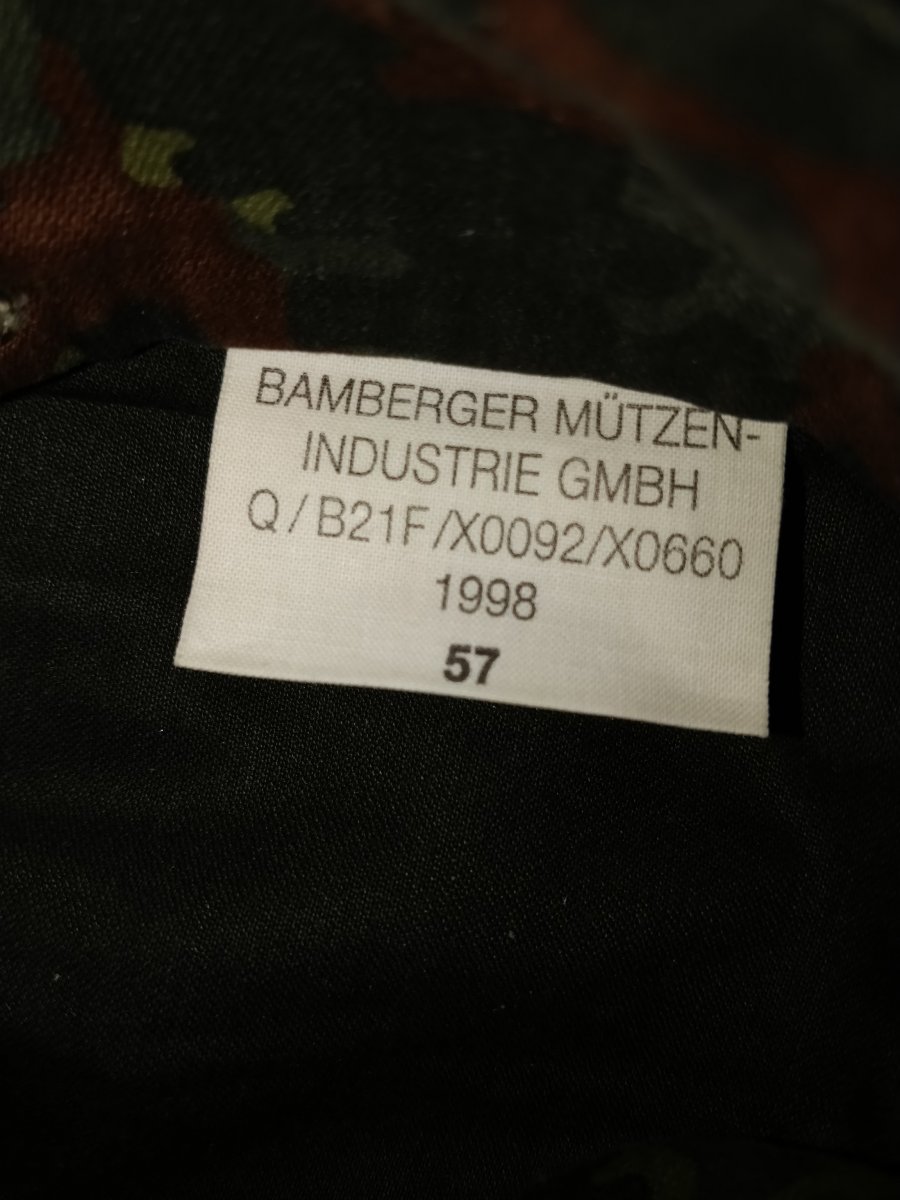 BAMBERGER MÜTZEN-
INDUSTRIE GMBH
Q/B21F/X0092/X0660
1998
57